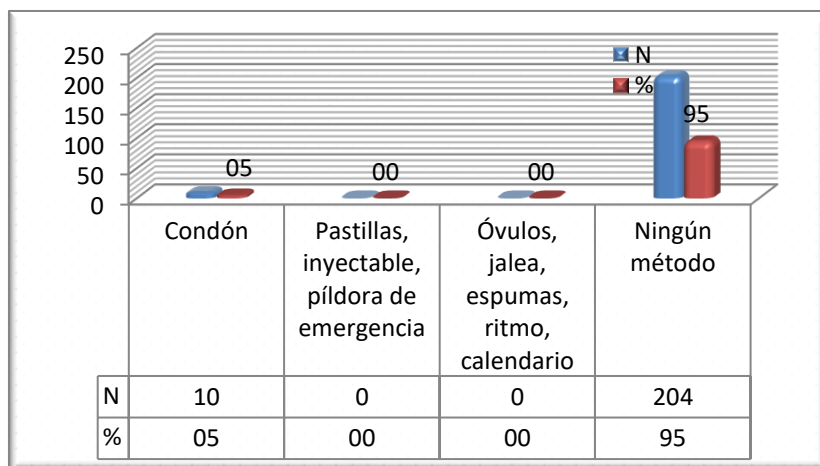 250
200
150
100
50
0
N
%
05
00
00
95
Condón
Pastillas,
inyectable,
píldora de
emergencia
Óvulos,
jalea,
espumas,
ritmo,
calendario
Ningún
método
N 10 0 0 204
% 05 00 00 95